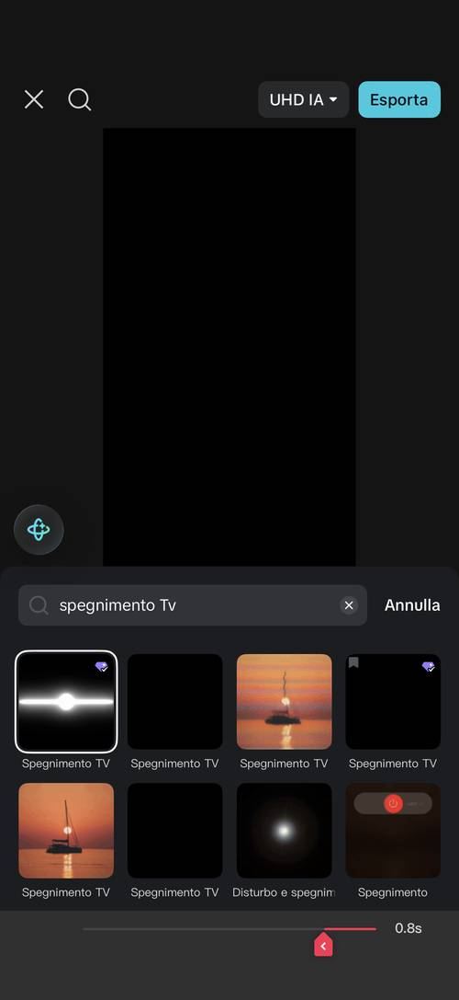 UHD IA
Esporta
spegnimento Tv
Annulla
Spegnimento TV
Spegnimento TV
Spegnimento TV
Spegnimento TV
Spegnimento TV
Spegnimento TV
Disturbo e spegnim
Spegnimento
0.8s